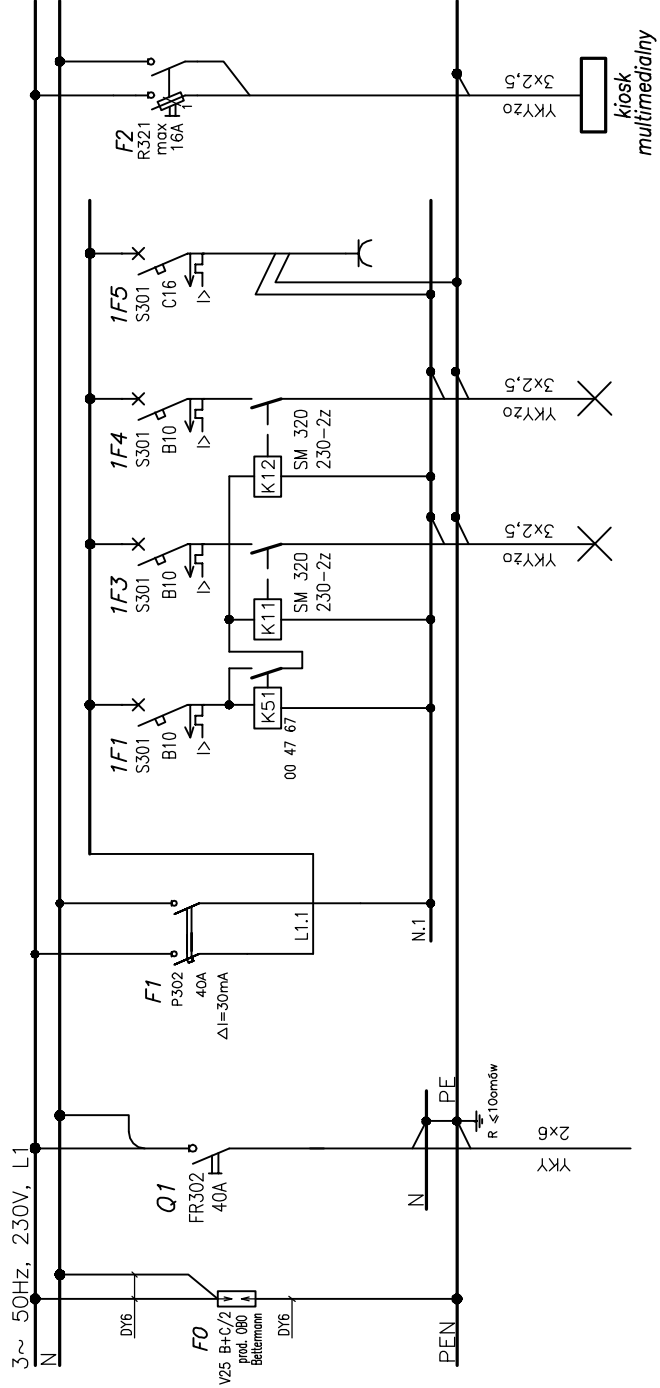 3~ 50Hz, 230V, L1
N
DY6
F0
V25 B+C/2
prod. OBO
Bettermann
DY6
PEN
Q1
FR302
40A
N
PE
R ≤10omów
YKY 2x6
F1
P302
40A
ΔI=30mA
L1.1
N.1
1F1
S301
B10
I>
K51
00 47 67
1F3
S301
B10
I>
K11
SM 320
230-2z
YKYżo 3x2,5
1F4
S301
B10
I>
K12
SM 320
230-2z
YKYżo 3x2,5
1F5
S301
C16
I>
F2
R321
max
16A
1
YKYżo 3x2,5
kiosk
multimedialny